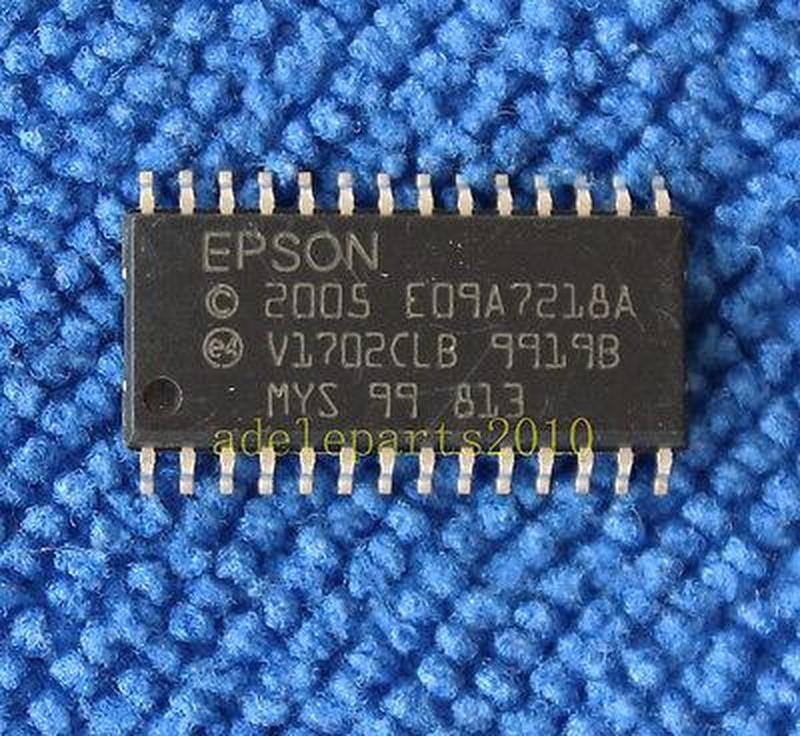 EPSON
© 2005 E09A7218A
e4 V1702CLB 9919B
MYS 99 813
adeleparts2010